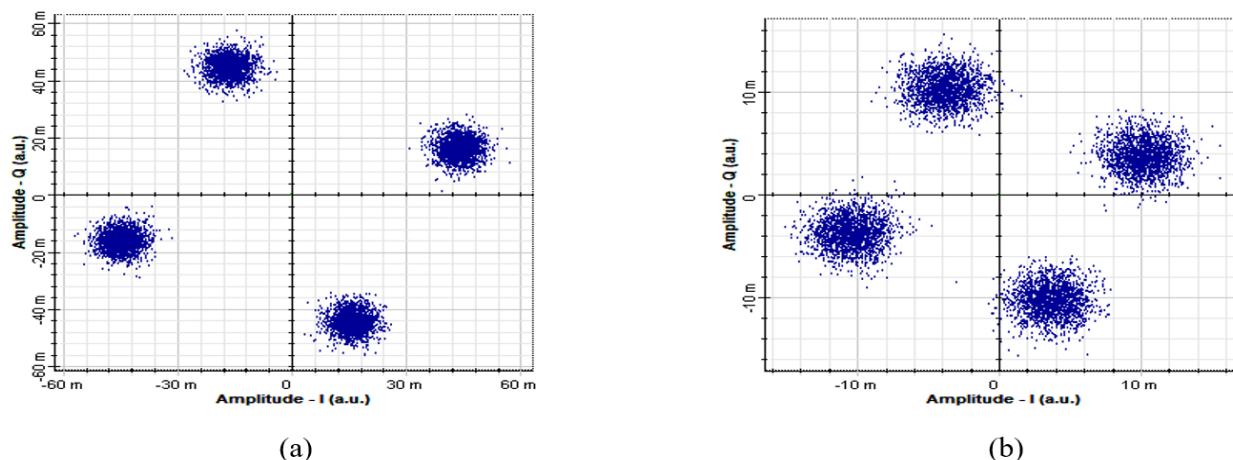 60 m
40 m
20 m
0
-20 m
-40 m
-60 m
Amplitude - Q (a.u.)
-60 m -30 m 0 30 m 60 m
Amplitude - I (a.u.)
(a)
10 m
0
-10 m
Amplitude - Q (a.u.)
-10 m 0 10 m
Amplitude - I (a.u.)
(b)